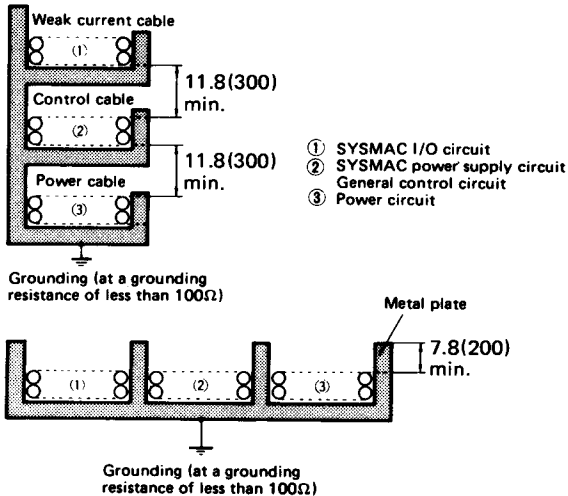 Weak current cable
①
11.8(300)
min.
Control cable
②
11.8(300)
min.
Power cable
③
① SYSMAC I/O circuit
② SYSMAC power supply circuit
General control circuit
③ Power circuit
Grounding (at a grounding
resistance of less than 100Ω)
Metal plate
7.8(200)
min.
①
②
③
Grounding (at a grounding
resistance of less than 100Ω)